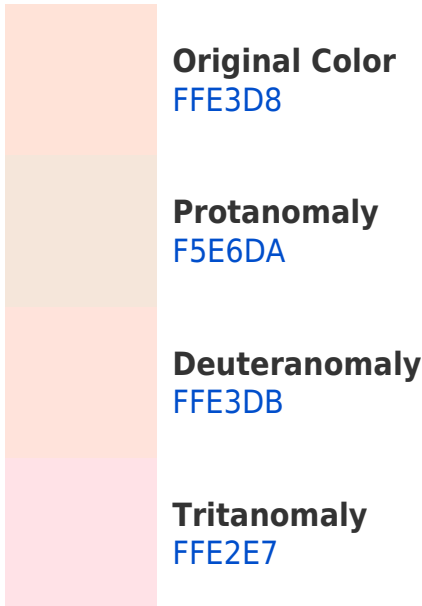 Original Color
FFE3D8
Protanomaly
F5E6DA
Deuteranomaly
FFE3DB
Tritanomaly
FFE2E7